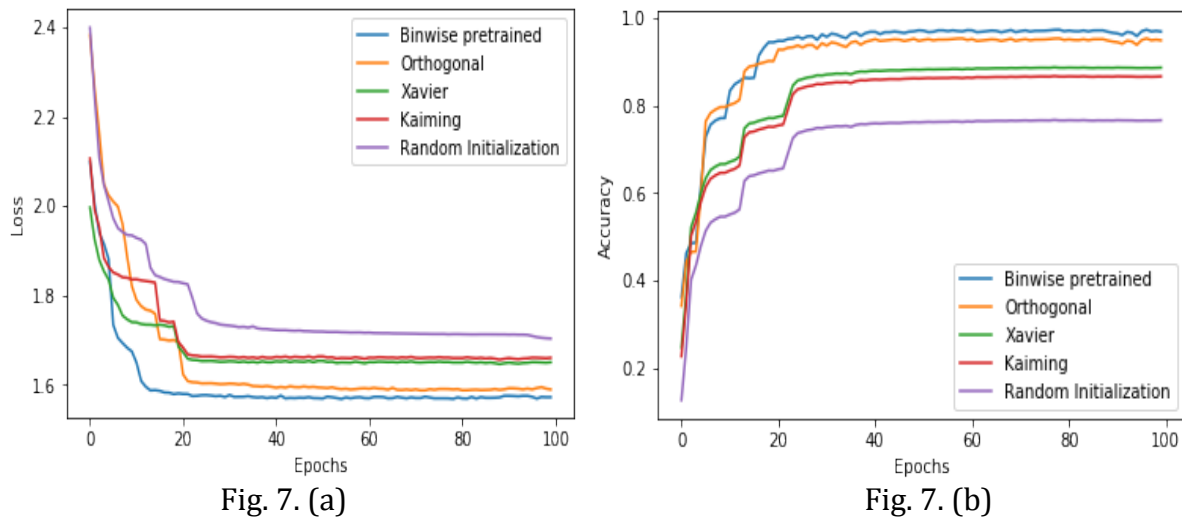 2.4
2.2
2.0
1.8
1.6
Loss
Binwise pretrained
Orthogonal
Xavier
Kaiming
Random Initialization
0 20 40 60 80 100
Epochs
Fig. 7. (a)
1.0
0.8
0.6
0.4
0.2
Accuracy
Binwise pretrained
Orthogonal
Xavier
Kaiming
Random Initialization
0 20 40 60 80 100
Epochs
Fig. 7. (b)